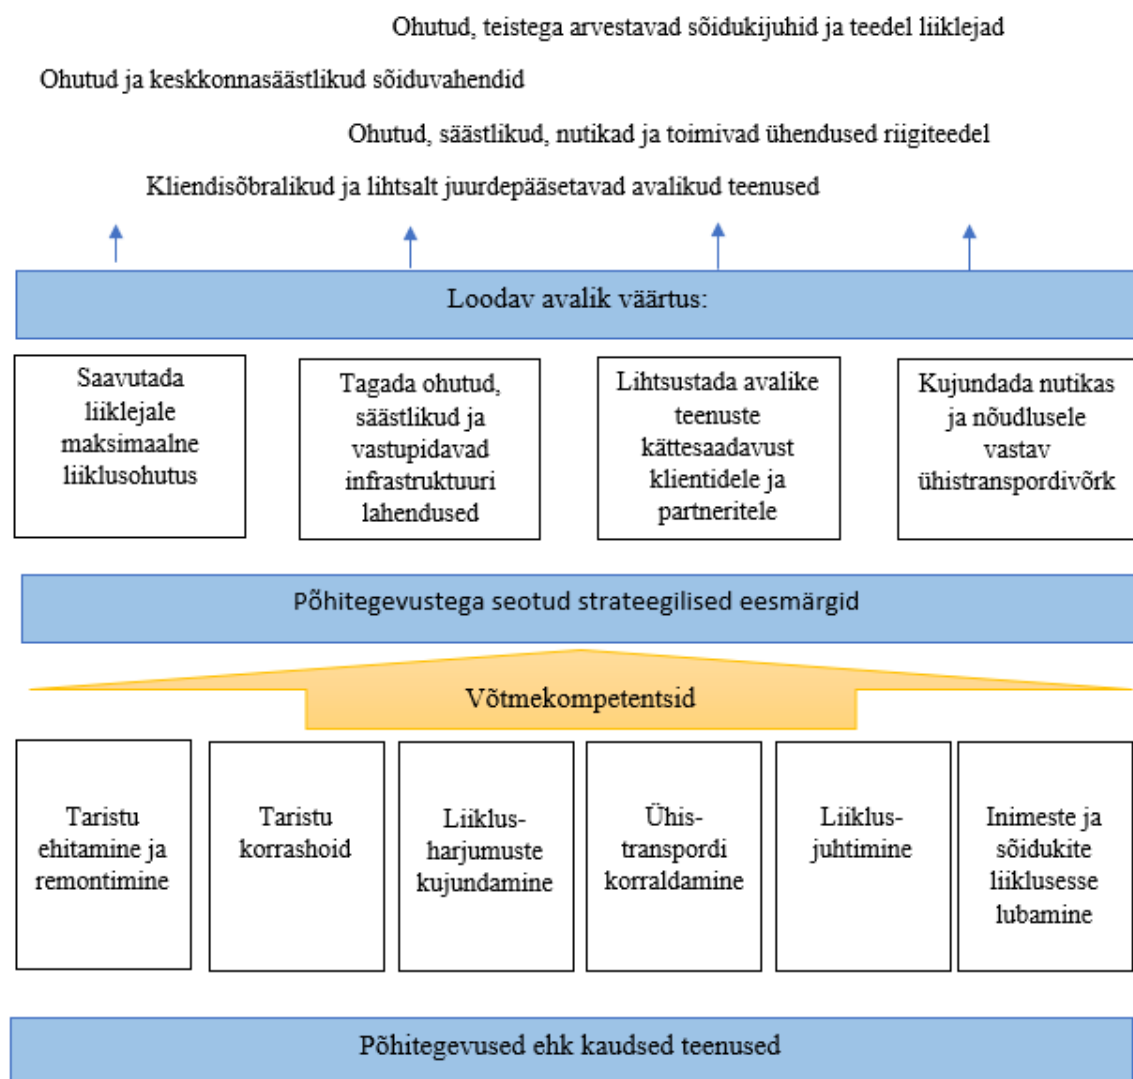 Ohutud, teistega arvestavad sõidukijuhid ja teedel liiklejad
Ohutud ja keskkonnasäästlikud sõiduvahendid
Ohutud, säästlikud, nutikad ja toimivad ühendused riigiteedel
Kliendisõbralikud ja lihtsalt juurdepääsetavad avalikud teenused
Loodav avalik väärtus:
Saavutada
liiklejale
maksimaalne
liiklusohutus
Tagada ohutud,
säästlikud ja
vastupidavad
infrastruktuuri
lahendused
Lihtsustada avalike
teenuste
kättesaadavust
klientidele ja
partneritele
Kujundada nutikas
ja nõudlusele
vastav
ühistranspordivõrk
Põhitegevustega seotud strateegilised eesmärgid
Võtmekompetentsid
Taristu
ehitamine ja
remontimine
Taristu
korrashoid
Liiklus-
harjumuste
kujundamine
Ühis-
transpordi
korraldamine
Liiklus-
juhtimine
Inimeste ja
sõidukite
liiklusesse
lubamine
Põhitegevused ehk kaudsed teenused